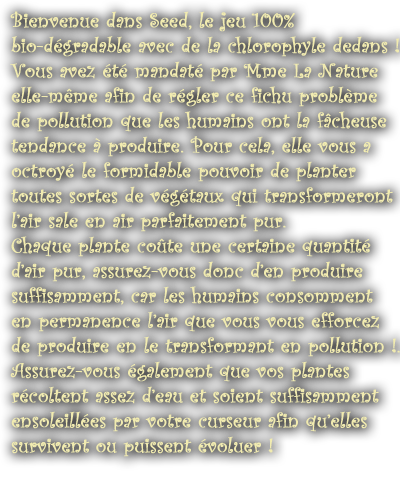 Bienvenue dans Seed, le jeu 100%
bio-dégradable avec de la chlorophyle dedans !
Vous avez été mandaté par Mme La Nature
elle-même afin de régler ce fichu problème
de pollution que les humains ont la fâcheuse
tendance à produire. Pour cela, elle vous a
octroyé le formidable pouvoir de planter
toutes sortes de végétaux qui transformeront
l'air sale en air parfaitement pur.
Chaque plante coûte une certaine quantité
d'air pur, assurez-vous donc d'en produire
suffisamment, car les humains consomment
en permanence l'air que vous vous efforcez
de produire en le transformant en pollution !.
Assurez-vous également que vos plantes
récoltent assez d'eau et soient suffisamment
ensoleillées par votre curseur afin qu'elles
survivent ou puissent évoluer !